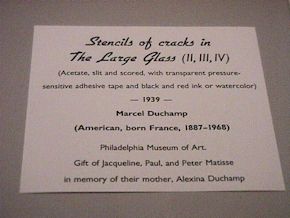 Stencils of cracks in
The Large Glass (II, III, IV)
(Acetate, slit and scored, with transparent pressure-
sensitive adhesive tape and black and red ink or watercolor)
— 1939 —
Marcel Duchamp
(American, born France, 1887–1968)
Philadelphia Museum of Art.
Gift of Jacqueline, Paul, and Peter Matisse
in memory of their mother, Alexina Duchamp